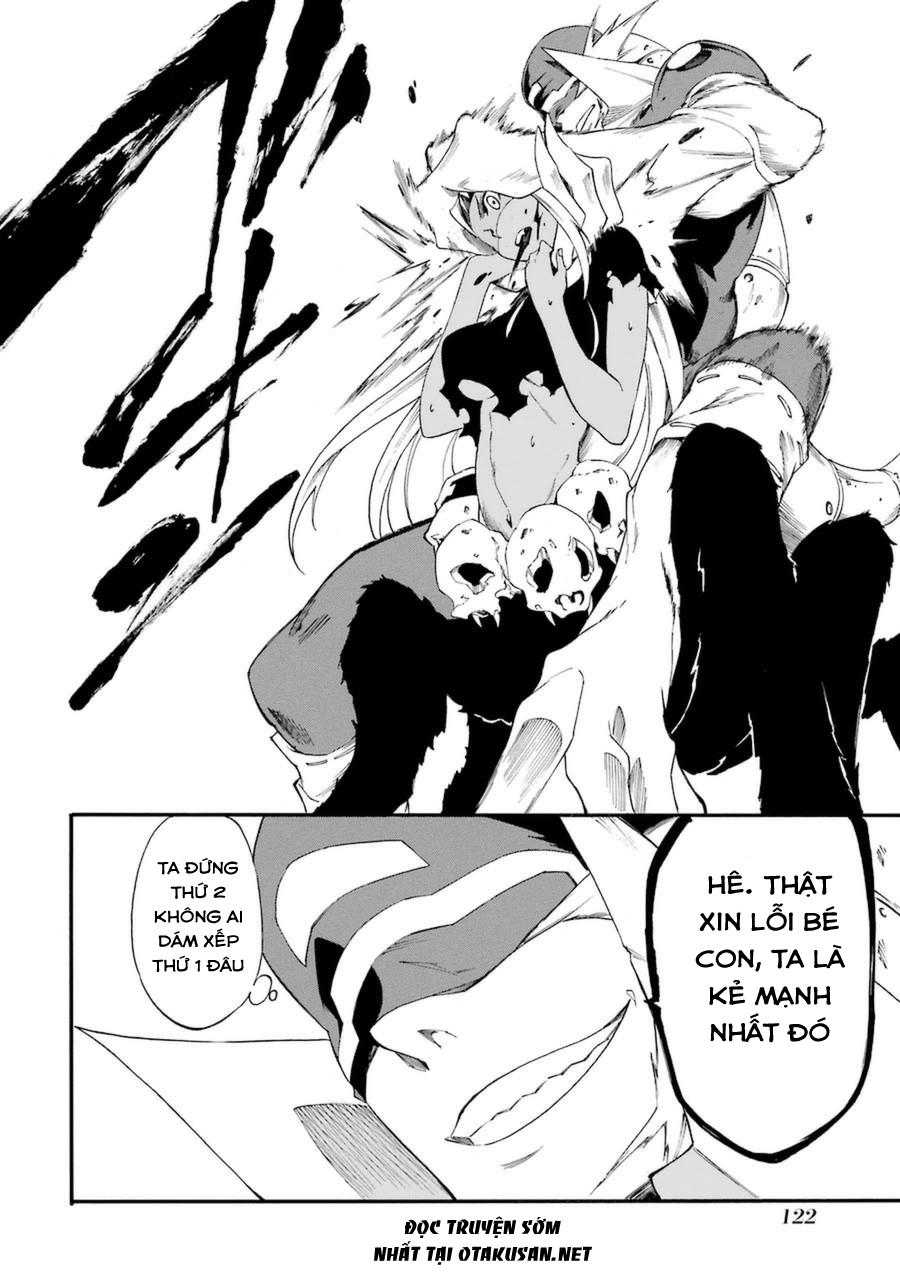 HÊ. THẬT
XIN LỖI BÉ
CON, TA LÀ
KẺ MẠNH
NHẤT ĐÓ
TA ĐỨNG
THỨ 2
KHÔNG AI
DÁM XẾP
THỨ 1 ĐÂU
122
ĐỌC TRUYỆN SỚM
NHẤT TẠI OTAKUSAN.NET